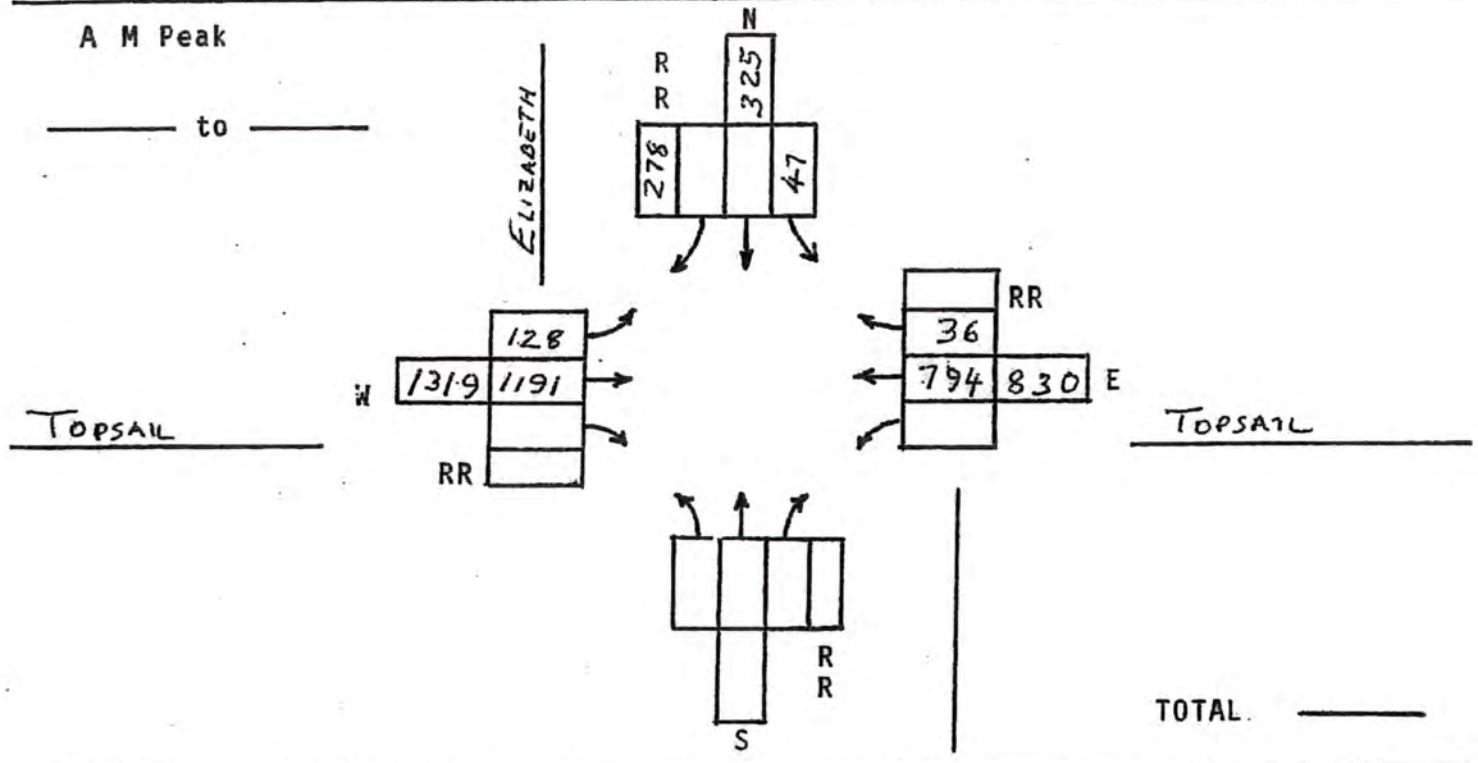 A M Peak
to
ELIZABETH
N
R
R
325
278
47
RR
128
36
W
1319
1191
794
830
E
TOPSAIL
TOPSAIL
RR
R
R
S
TOTAL.